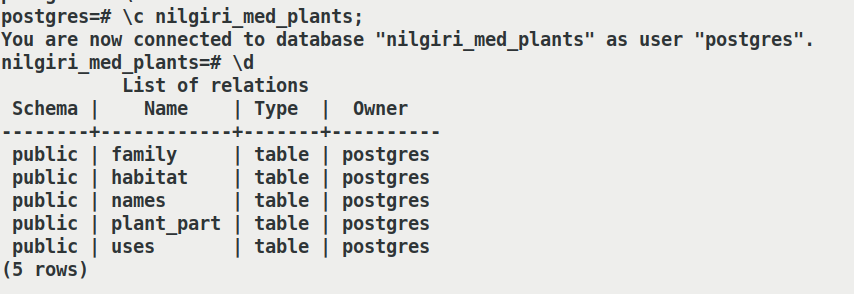 postgres=# \c nilgiri_med_plants;
You are now connected to database "nilgiri_med_plants" as user "postgres".
nilgiri_med_plants=# \d
           List of relations
 Schema |    Name    | Type  |  Owner
--------+------------+-------+----------
 public | family     | table | postgres
 public | habitat    | table | postgres
 public | names      | table | postgres
 public | plant_part | table | postgres
 public | uses       | table | postgres
(5 rows)